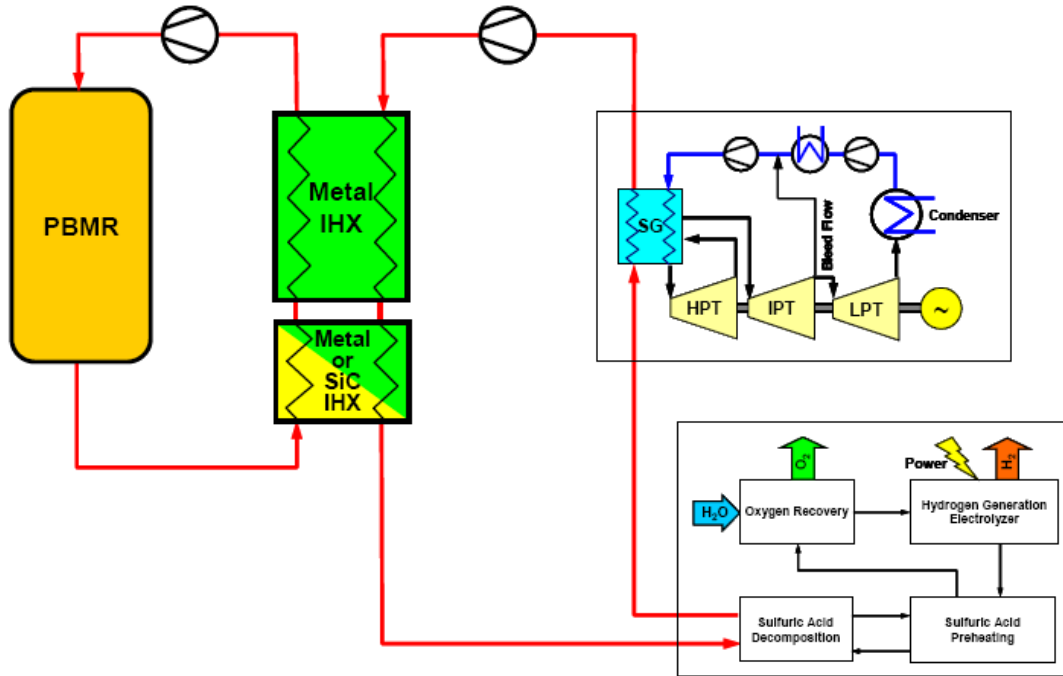 PBMR
Metal
IHX
Metal
or
SiC
IHX
SG
Condenser
Bleed Flow
HPT
IPT
LPT
~
O₂
Power
H₂
H₂O
Oxygen Recovery
Hydrogen Generation
Electrolyzer
Sulfuric Acid
Decomposition
Sulfuric Acid
Preheating